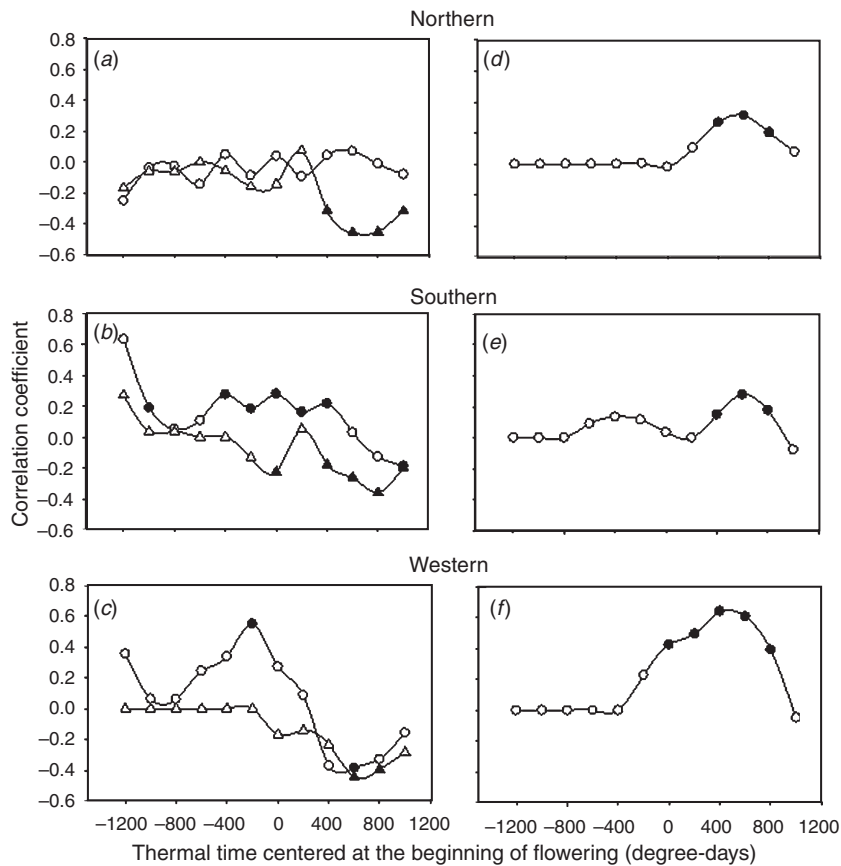 Northern
(a)
(d)
0.8
0.6
0.4
0.2
0.0
–0.2
–0.4
–0.6
Southern
(b)
(e)
0.8
0.6
0.4
0.2
0.0
–0.2
–0.4
–0.6
Correlation coefficient
Western
(c)
(f)
0.8
0.6
0.4
0.2
0.0
–0.2
–0.4
–0.6
–1200 –800 –400 0 400 800 1200
–1200 –800 –400 0 400 800 1200
Thermal time centered at the beginning of flowering (degree-days)